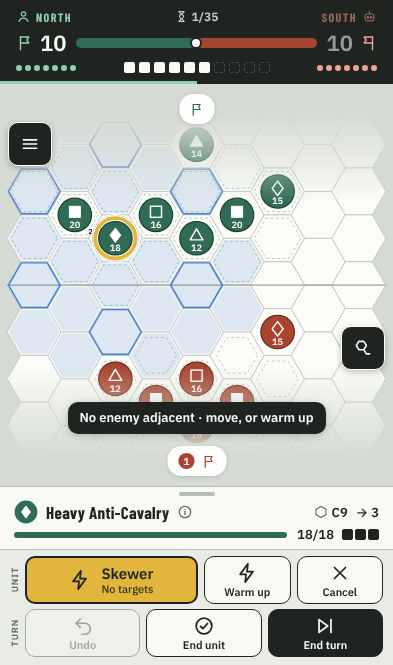 NORTH
1/35
SOUTH
10
10
14
15
20
16
20
18
12
15
12
16
No enemy adjacent · move, or warm up
1
Heavy Anti-Cavalry
C9 → 3
18/18
UNIT
Skewer
No targets
Warm up
Cancel
TURN
Undo
End unit
End turn